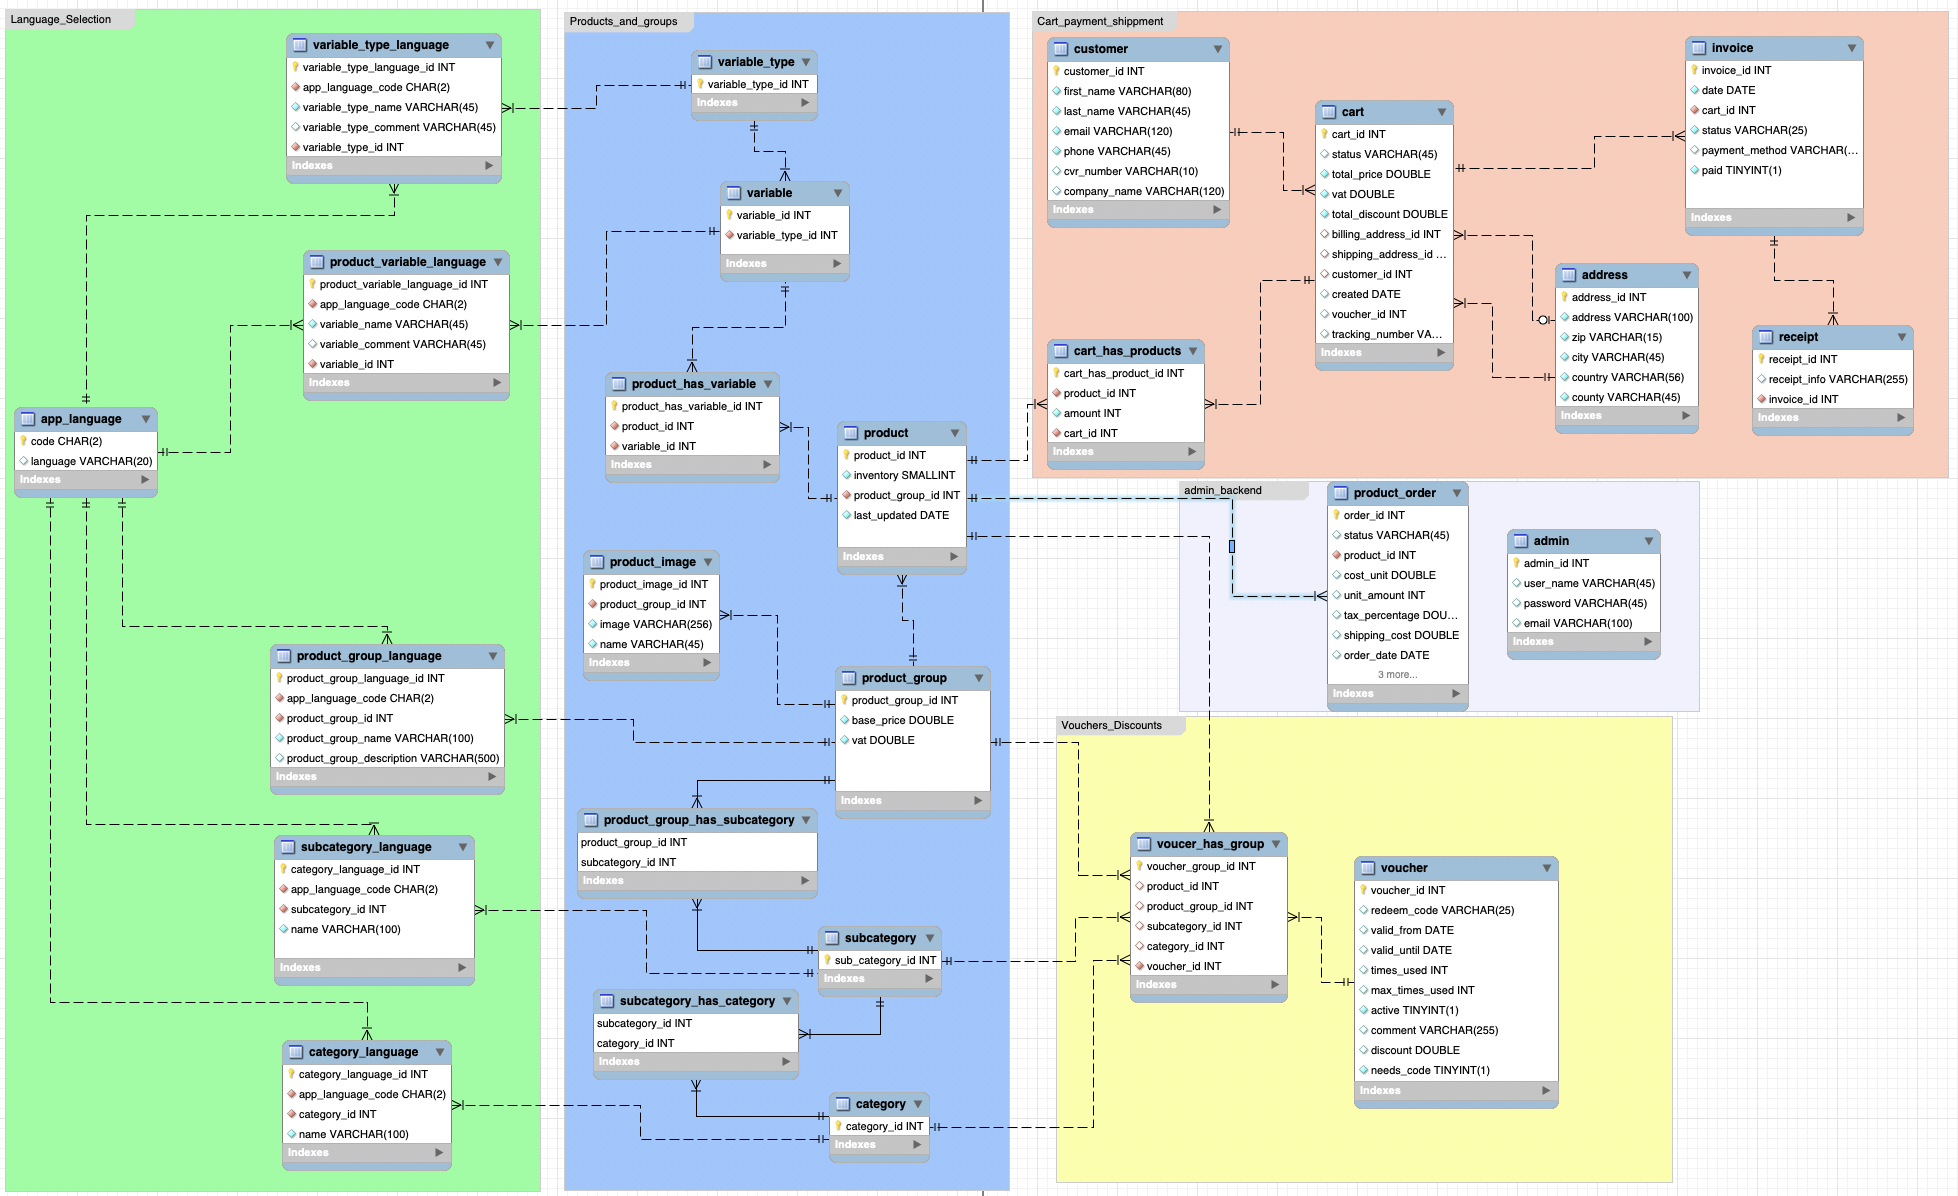 Language_Selection
variable_type_language
variable_type_language_id INT
app_language_code CHAR(2)
variable_type_name VARCHAR(45)
variable_type_comment VARCHAR(45)
variable_type_id INT
Indexes
product_variable_language
product_variable_language_id INT
app_language_code CHAR(2)
variable_name VARCHAR(45)
variable_comment VARCHAR(45)
variable_id INT
Indexes
app_language
code CHAR(2)
language VARCHAR(20)
Indexes
product_group_language
product_group_language_id INT
app_language_code CHAR(2)
product_group_id INT
product_group_name VARCHAR(100)
product_group_description VARCHAR(500)
Indexes
subcategory_language
category_language_id INT
app_language_code CHAR(2)
subcategory_id INT
name VARCHAR(100)
Indexes
category_language
category_language_id INT
app_language_code CHAR(2)
category_id INT
name VARCHAR(100)
Indexes
Products_and_groups
variable_type
variable_type_id INT
Indexes
variable
variable_id INT
variable_type_id INT
Indexes
product_has_variable
product_has_variable_id INT
product_id INT
variable_id INT
Indexes
product
product_id INT
inventory SMALLINT
product_group_id INT
last_updated DATE
Indexes
product_image
product_image_id INT
product_group_id INT
image VARCHAR(256)
name VARCHAR(45)
Indexes
product_group
product_group_id INT
base_price DOUBLE
vat DOUBLE
Indexes
product_group_has_subcategory
product_group_id INT
subcategory_id INT
Indexes
subcategory
sub_category_id INT
Indexes
subcategory_has_category
subcategory_id INT
category_id INT
Indexes
category
category_id INT
Indexes
Cart_payment_shippment
customer
customer_id INT
first_name VARCHAR(80)
last_name VARCHAR(45)
email VARCHAR(120)
phone VARCHAR(45)
cvr_number VARCHAR(10)
company_name VARCHAR(120)
Indexes
cart
cart_id INT
status VARCHAR(45)
total_price DOUBLE
vat DOUBLE
total_discount DOUBLE
billing_address_id INT
shipping_address_id ...
customer_id INT
created DATE
voucher_id INT
tracking_number VA...
Indexes
invoice
invoice_id INT
date DATE
cart_id INT
status VARCHAR(25)
payment_method VARCHAR(...
paid TINYINT(1)
Indexes
address
address_id INT
address VARCHAR(100)
zip VARCHAR(15)
city VARCHAR(45)
country VARCHAR(56)
county VARCHAR(45)
Indexes
receipt
receipt_id INT
receipt_info VARCHAR(255)
invoice_id INT
Indexes
cart_has_products
cart_has_product_id INT
product_id INT
amount INT
cart_id INT
Indexes
admin_backend
product_order
order_id INT
status VARCHAR(45)
product_id INT
cost_unit DOUBLE
unit_amount INT
tax_percentage DOU...
shipping_cost DOUBLE
order_date DATE
3 more...
Indexes
admin
admin_id INT
user_name VARCHAR(45)
password VARCHAR(45)
email VARCHAR(100)
Indexes
Vouchers_Discounts
voucer_has_group
voucher_group_id INT
product_id INT
product_group_id INT
subcategory_id INT
category_id INT
voucher_id INT
Indexes
voucher
voucher_id INT
redeem_code VARCHAR(25)
valid_from DATE
valid_until DATE
times_used INT
max_times_used INT
active TINYINT(1)
comment VARCHAR(255)
discount DOUBLE
needs_code TINYINT(1)
Indexes